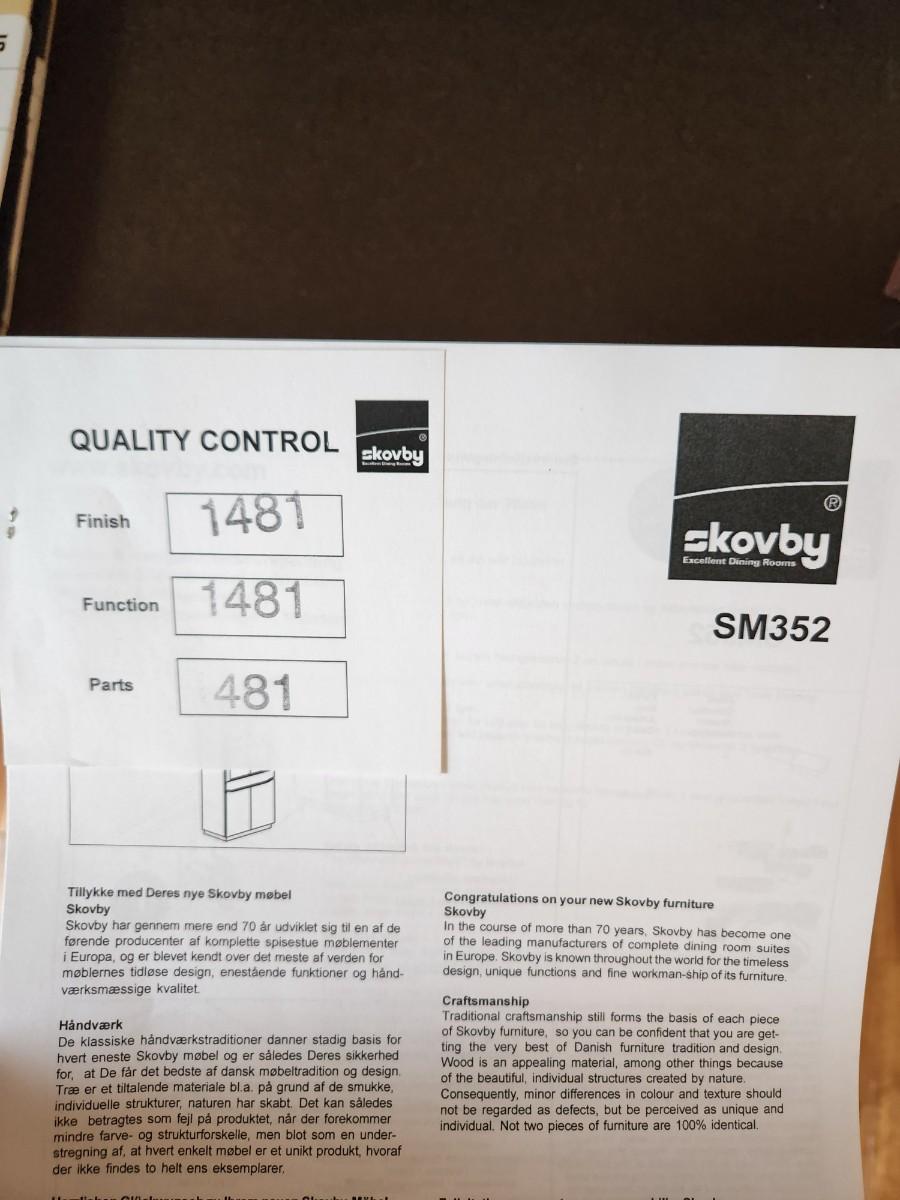 QUALITY CONTROL
skovby
Excellent Dining Rooms
Finish 1481
Function 1481
Parts 481
skovby®
Excellent Dining Rooms
SM352
Tillykke med Deres nye Skovby møbel
Skovby
Skovby har gennem mere end 70 år udviklet sig til en af de
førende producenter af komplette spisestue møblementer
i Europa, og er blevet kendt over det meste af verden for
møblernes tidløse design, enestående funktioner og hånd-
værksmæssige kvalitet.
Håndværk
De klassiske håndværkstraditioner danner stadig basis for
hvert eneste Skovby møbel og er således Deres sikkerhed
for, at De får det bedste af dansk møbeltradition og design.
Træ er et tiltalende materiale bl.a. på grund af de smukke,
individuelle strukturer, naturen har skabt. Det kan således
ikke betragtes som fejl på produktet, når der forekommer
mindre farve- og strukturforskelle, men blot som en under-
stregning af, at hvert enkelt møbel er et unikt produkt, hvoraf
der ikke findes to helt ens eksemplarer.
Congratulations on your new Skovby furniture
Skovby
In the course of more than 70 years, Skovby has become one
of the leading manufacturers of complete dining room suites
in Europe. Skovby is known throughout the world for the timeless
design, unique functions and fine workman-ship of its furniture.
Craftsmanship
Traditional craftsmanship still forms the basis of each piece
of Skovby furniture, so you can be confident that you are get-
ting the very best of Danish furniture tradition and design.
Wood is an appealing material, among other things because
of the beautiful, individual structures created by nature.
Consequently, minor differences in colour and texture should
not be regarded as defects, but be perceived as unique and
individual. Not two pieces of furniture are 100% identical.